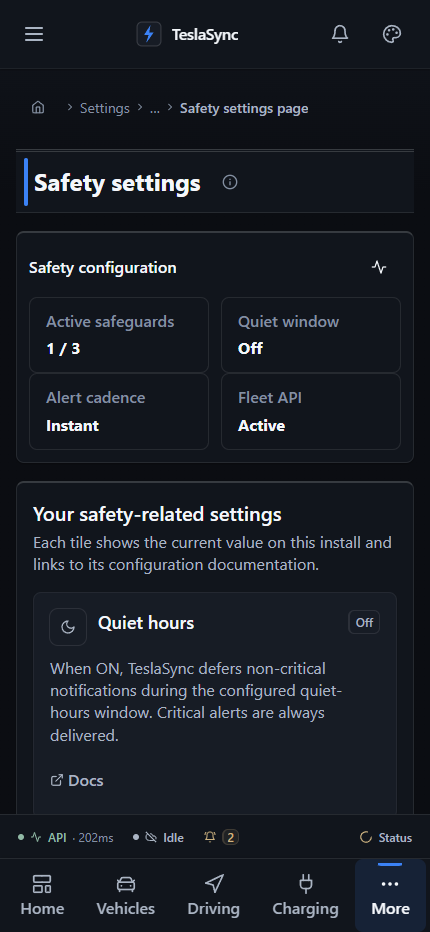 TeslaSync
Settings
...
Safety settings page
Safety settings
Safety configuration
Active safeguards
1 / 3
Quiet window
Off
Alert cadence
Instant
Fleet API
Active
Your safety-related settings
Each tile shows the current value on this install and
links to its configuration documentation.
Quiet hours
Off
When ON, TeslaSync defers non-critical
notifications during the configured quiet-
hours window. Critical alerts are always
delivered.
Docs
API · 202ms
Idle
2
Status
Home
Vehicles
Driving
Charging
More